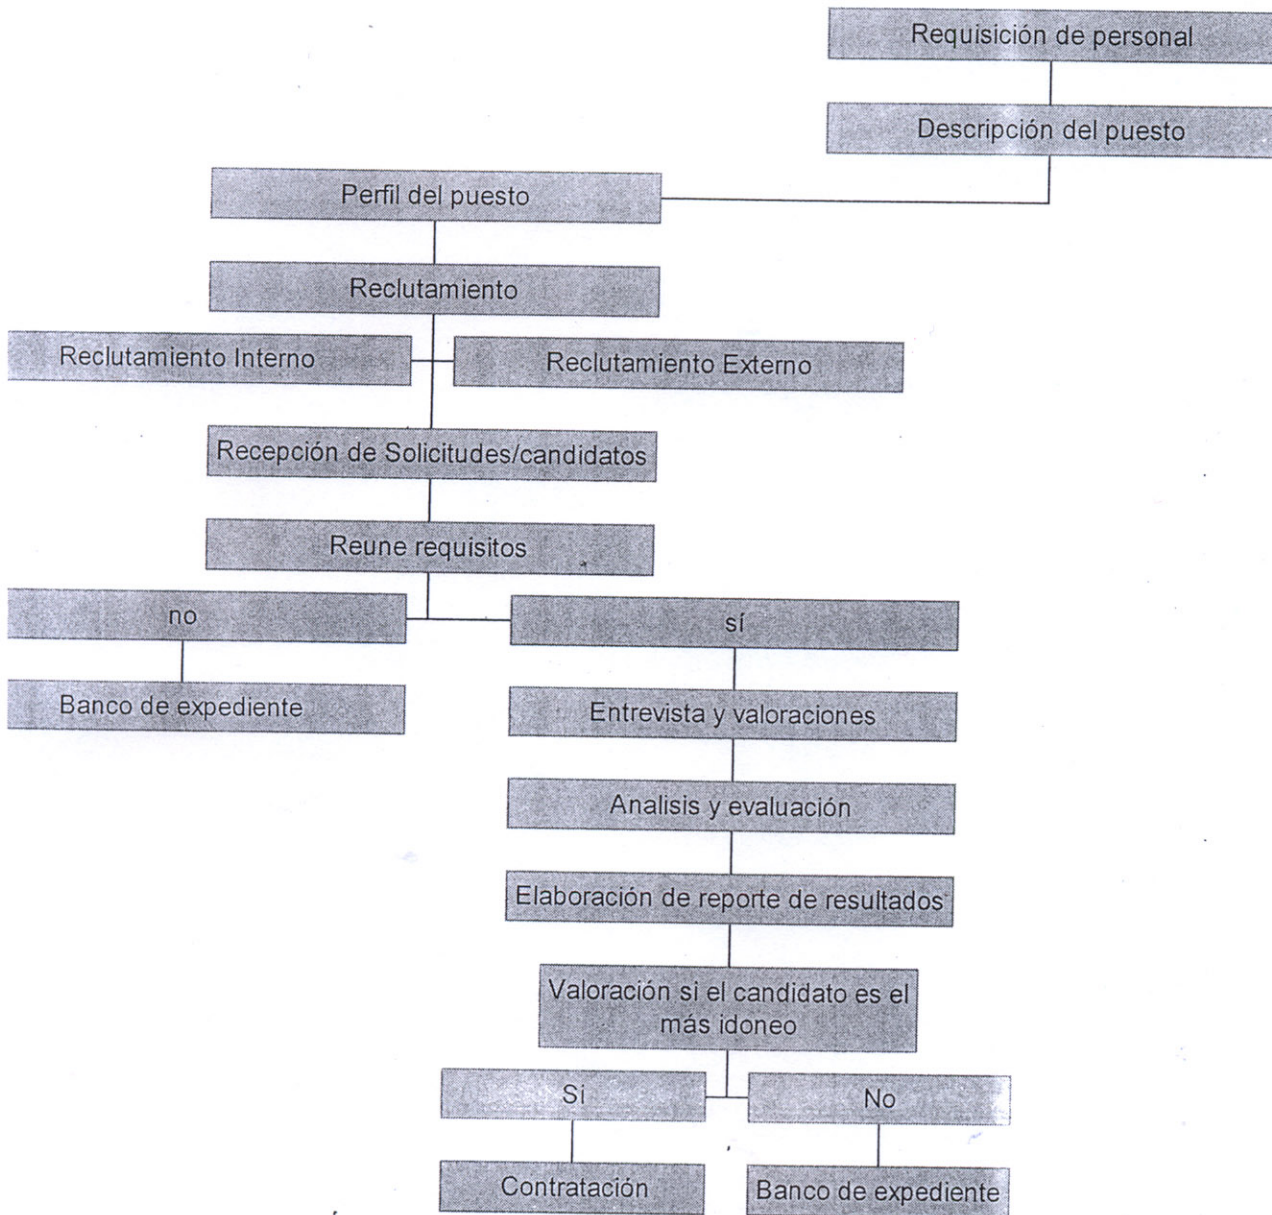 Requisición de personal
Descripción del puesto
Perfil del puesto
Reclutamiento
Reclutamiento Interno
Reclutamiento Externo
Recepción de Solicitudes/candidatos
Reune requisitos
no
sí
Banco de expediente
Entrevista y valoraciones
Analisis y evaluación
Elaboración de reporte de resultados
Valoración si el candidato es el
más idoneo
Si
No
Contratación
Banco de expediente